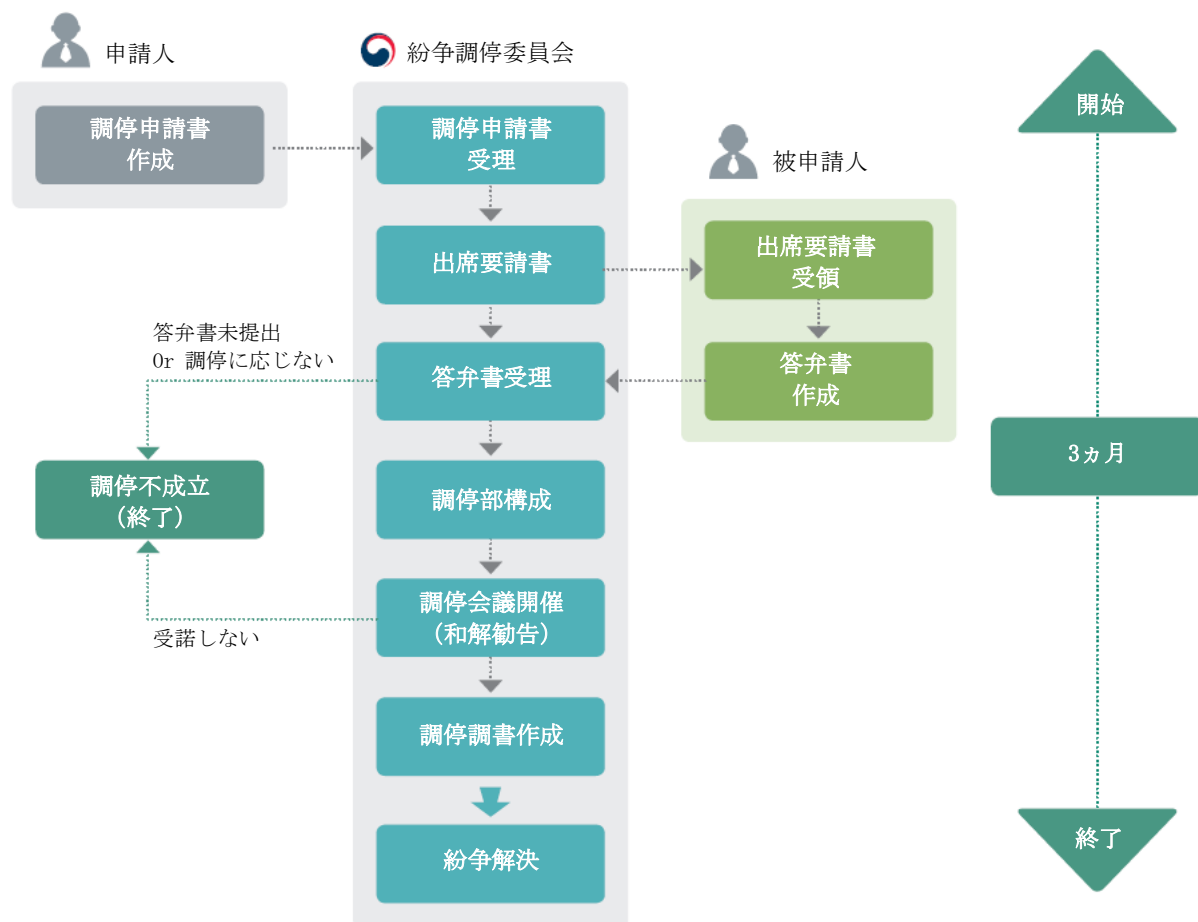 申請人
紛争調停委員会
調停申請書
作成
調停申請書
受理
開始
被申請人
出席要請書
出席要請書
受領
答弁書未提出
Or 調停に応じない
答弁書受理
答弁書
作成
3ヵ月
調停不成立
(終了)
調停部構成
調停会議開催
(和解勧告)
受諾しない
調停調書作成
紛争解決
終了